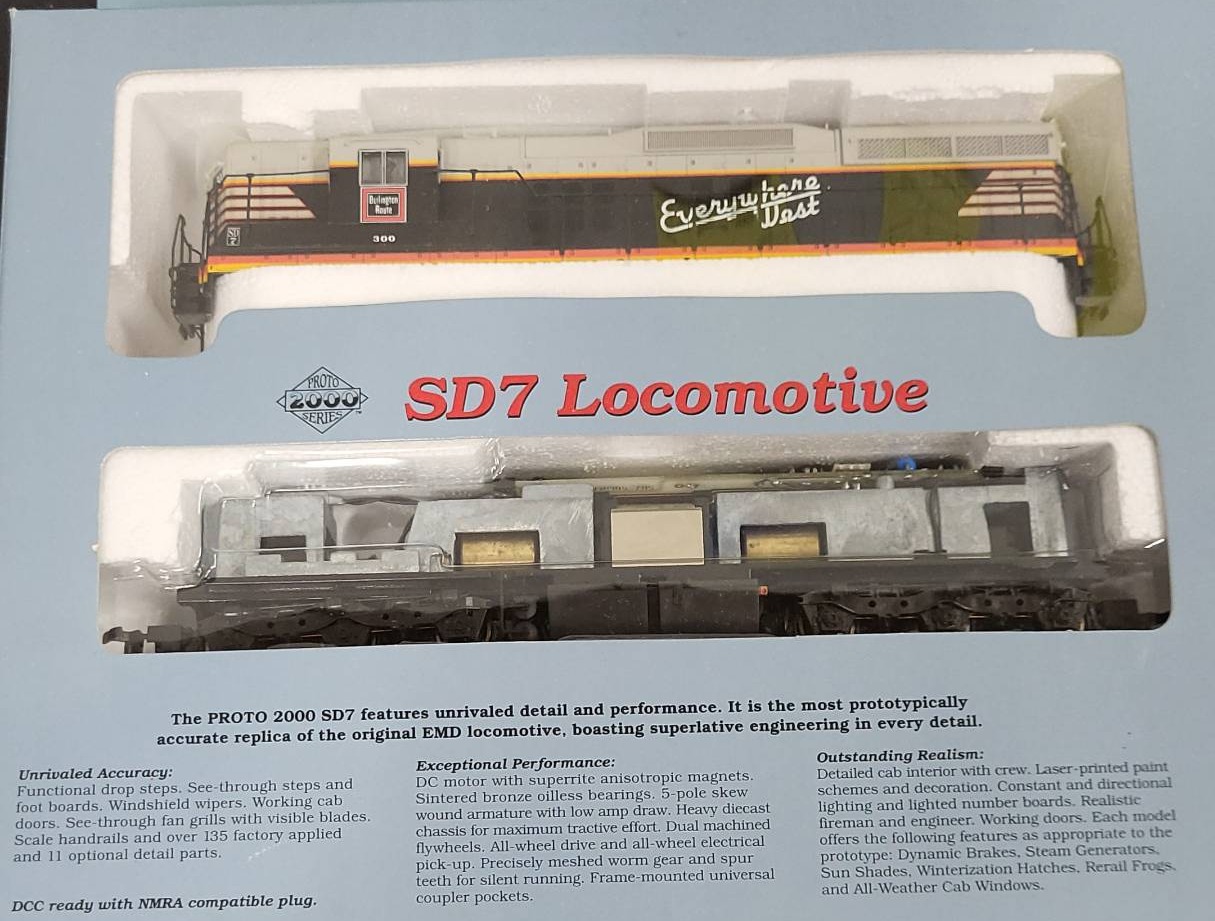 Everywhere
West
Burlington
Route
SD
7
300
PROTO
2000
SERIES™
SD7 Locomotive
The PROTO 2000 SD7 features unrivaled detail and performance. It is the most prototypically
accurate replica of the original EMD locomotive, boasting superlative engineering in every detail.
Unrivaled Accuracy:
Functional drop steps. See-through steps and
foot boards. Windshield wipers. Working cab
doors. See-through fan grills with visible blades.
Scale handrails and over 135 factory applied
and 11 optional detail parts.
DCC ready with NMRA compatible plug.
Exceptional Performance:
DC motor with superrite anisotropic magnets.
Sintered bronze oilless bearings. 5-pole skew
wound armature with low amp draw. Heavy diecast
chassis for maximum tractive effort. Dual machined
flywheels. All-wheel drive and all-wheel electrical
pick-up. Precisely meshed worm gear and spur
teeth for silent running. Frame-mounted universal
coupler pockets.
Outstanding Realism:
Detailed cab interior with crew. Laser-printed paint
schemes and decoration. Constant and directional
lighting and lighted number boards. Realistic
fireman and engineer. Working doors. Each model
offers the following features as appropriate to the
prototype: Dynamic Brakes, Steam Generators,
Sun Shades, Winterization Hatches, Rerail Frogs,
and All-Weather Cab Windows.